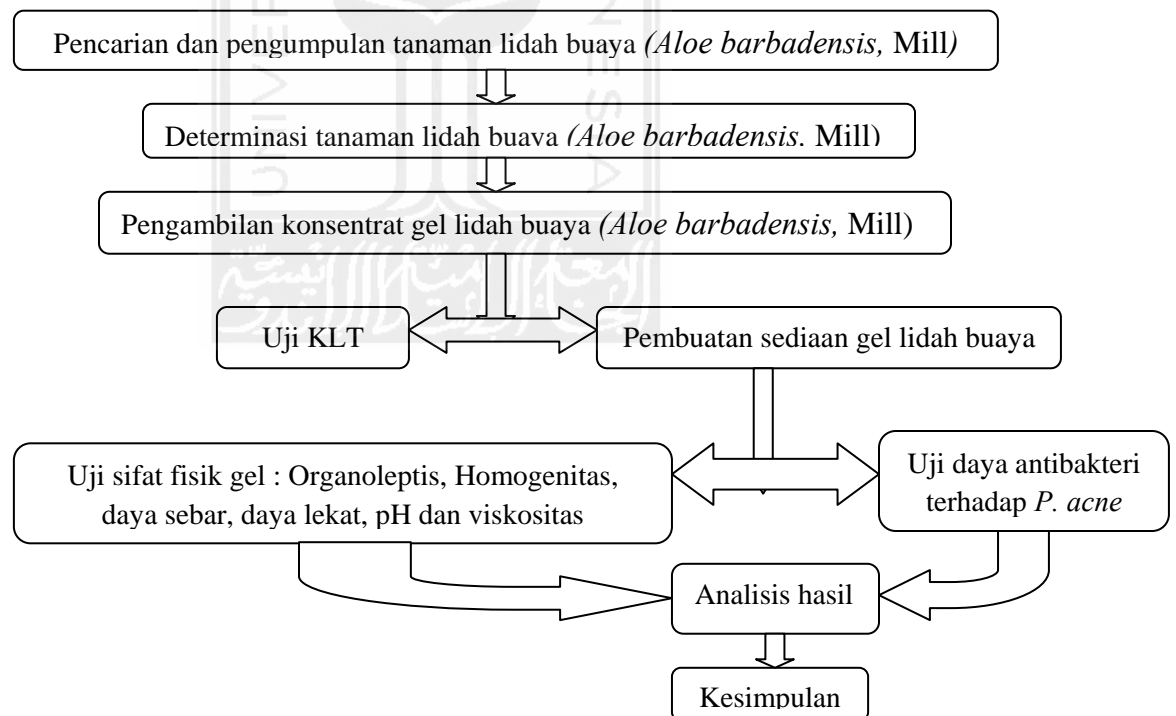 Pencarian dan pengumpulan tanaman lidah buaya (Aloe barbadensis, Mill)
Determinasi tanaman lidah buaya (Aloe barbadensis. Mill)
Pengambilan konsentrat gel lidah buaya (Aloe barbadensis, Mill)
Uji KLT
Pembuatan sediaan gel lidah buaya
Uji sifat fisik gel : Organoleptis, Homogenitas,
daya sebar, daya lekat, pH dan viskositas
Uji daya antibakteri
terhadap P. acne
Analisis hasil
Kesimpulan